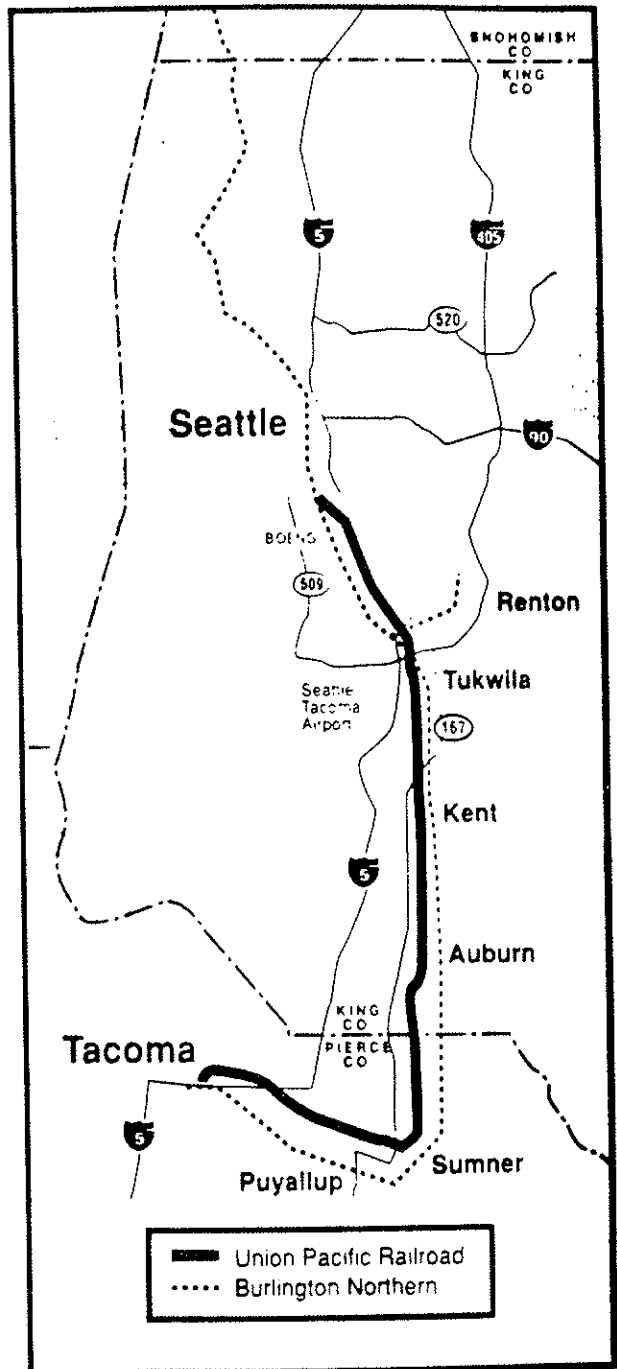 SNOHOMISH
CO
KING
CO
5
405
520
Seattle
90
BOEING
509
Renton
Tukwila
Seattle
Tacoma
Airport
167
Kent
5
Auburn
KING
CO
PIERCE
CO
Tacoma
5
Sumner
Puyallup
Union Pacific Railroad
Burlington Northern